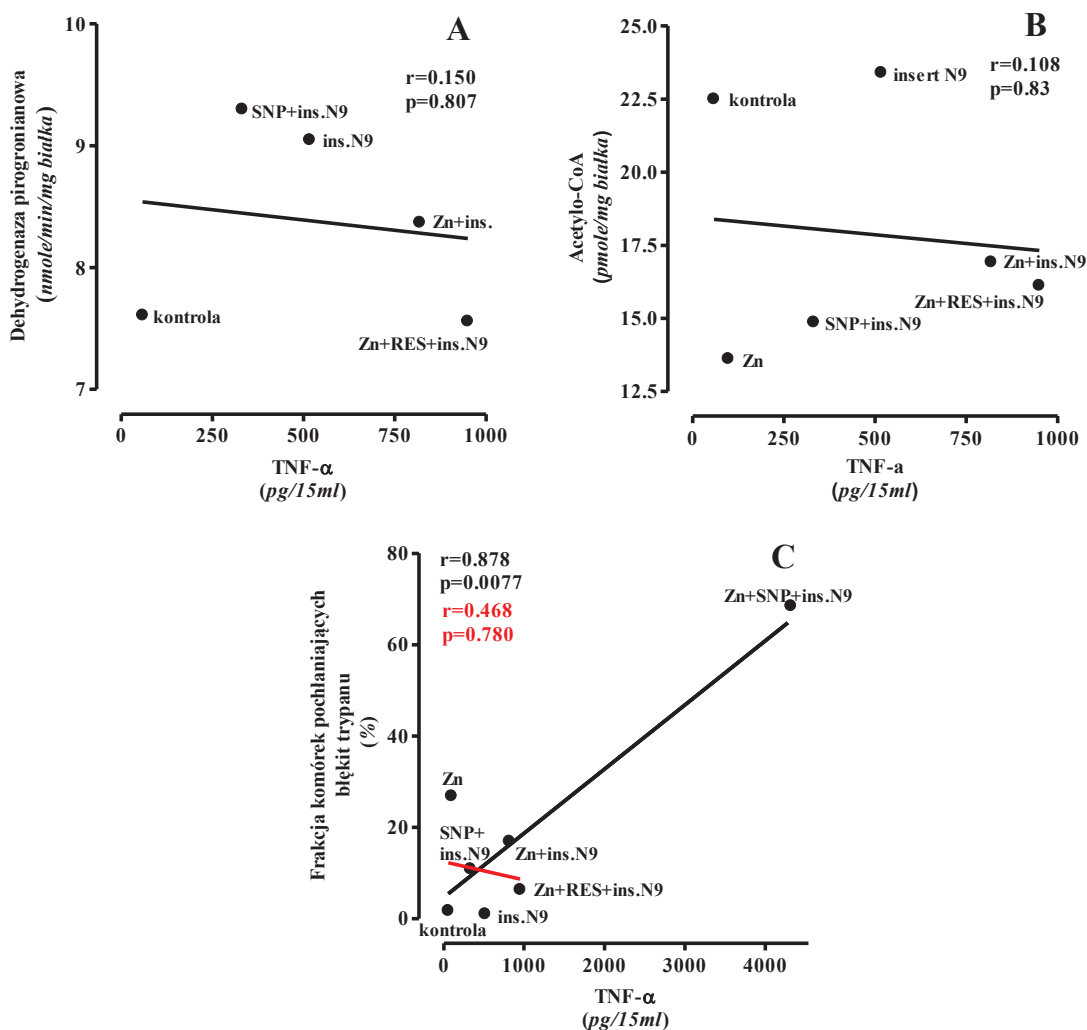 A
r=0.150
p=0.807
Dehydrogenaza pirogronianowa
(nmole/min/mg białka)
10
9
8
7
SNP+ins.N9
ins.N9
Zn+ins.
kontrola
Zn+RES+ins.N9
0 250 500 750 1000
TNF-α
(pg/15ml)
B
r=0.108
p=0.83
Acetylo-CoA
(pmole/mg białka)
25.0
22.5
20.0
17.5
15.0
12.5
insert N9
kontrola
Zn+ins.N9
Zn+RES+ins.N9
SNP+ins.N9
Zn
0 250 500 750 1000
TNF-a
(pg/15ml)
C
r=0.878
p=0.0077
r=0.468
p=0.780
Frakcja komórek pochłaniających
błękit trypanu
(%)
80
60
40
20
0
Zn+SNP+ins.N9
Zn
SNP+
ins.N9
Zn+ins.N9
Zn+RES+ins.N9
ins.N9
kontrola
0 1000 2000 3000 4000
TNF-α
(pg/15ml)